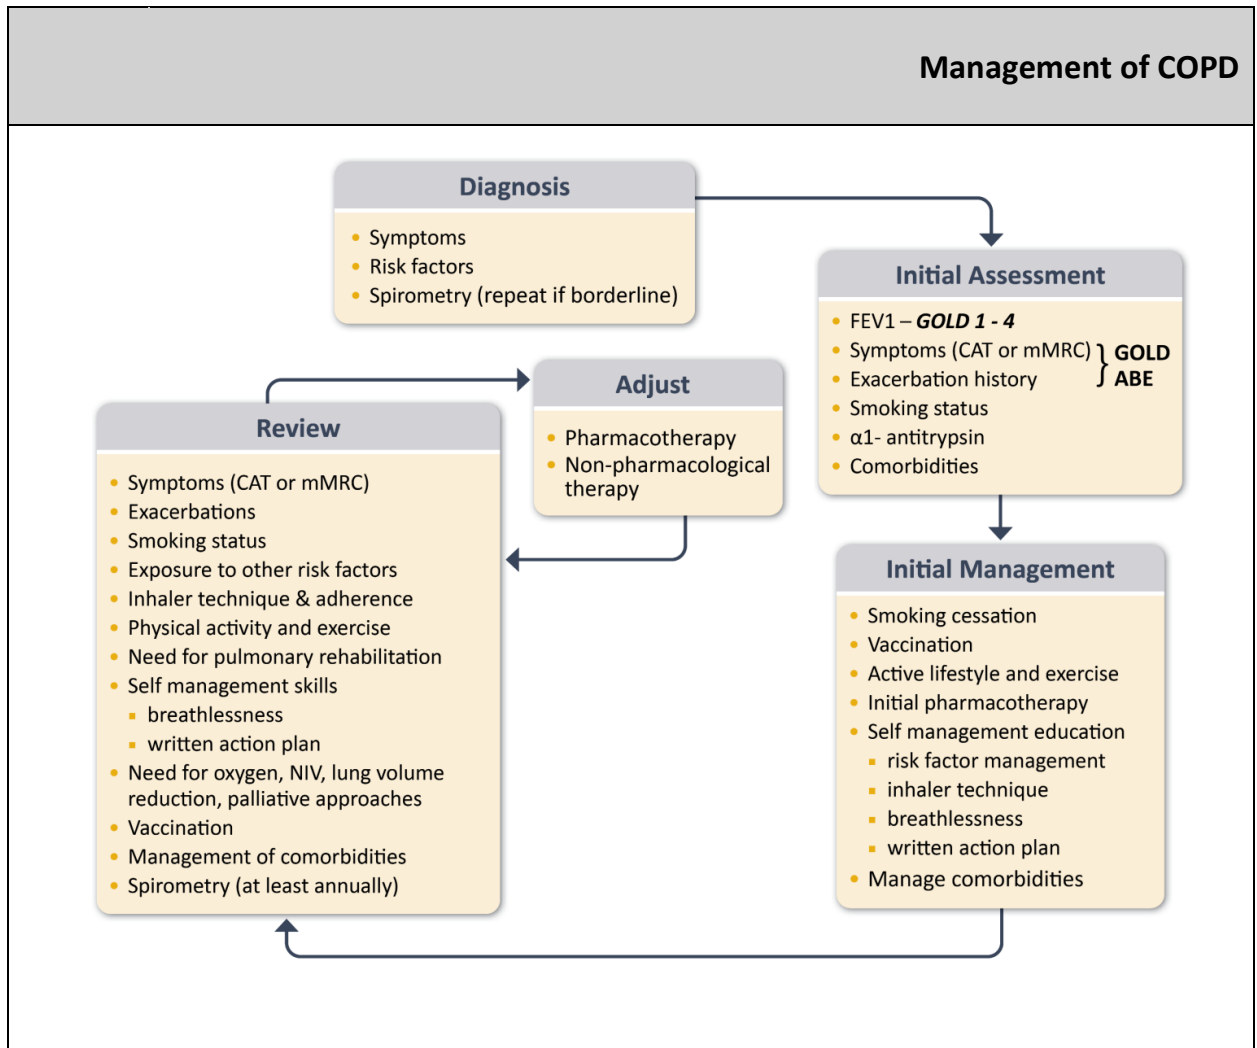 Management of COPD
Diagnosis
• Symptoms
• Risk factors
• Spirometry (repeat if borderline)
Initial Assessment
• FEV1 – GOLD 1 - 4
• Symptoms (CAT or mMRC)
• Exacerbation history
} GOLD
ABE
• Smoking status
• α1- antitrypsin
• Comorbidities
Initial Management
• Smoking cessation
• Vaccination
• Active lifestyle and exercise
• Initial pharmacotherapy
• Self management education
▪ risk factor management
▪ inhaler technique
▪ breathlessness
▪ written action plan
• Manage comorbidities
Review
• Symptoms (CAT or mMRC)
• Exacerbations
• Smoking status
• Exposure to other risk factors
• Inhaler technique & adherence
• Physical activity and exercise
• Need for pulmonary rehabilitation
• Self management skills
▪ breathlessness
▪ written action plan
• Need for oxygen, NIV, lung volume
reduction, palliative approaches
• Vaccination
• Management of comorbidities
• Spirometry (at least annually)
Adjust
• Pharmacotherapy
• Non-pharmacological
therapy